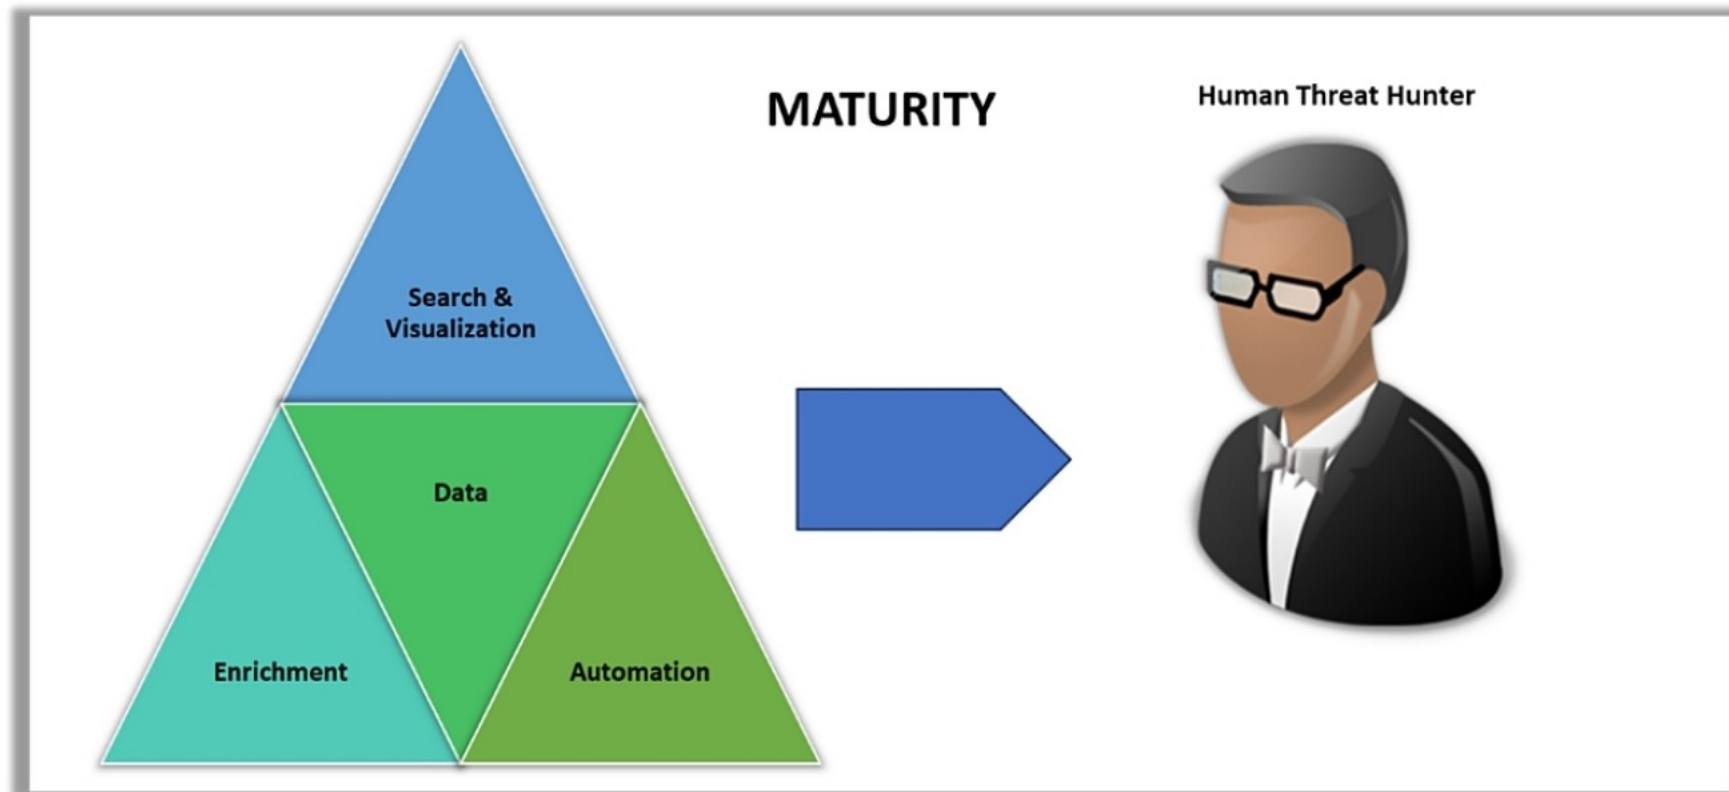 MATURITY
Human Threat Hunter
Search &
Visualization
Data
Enrichment
Automation